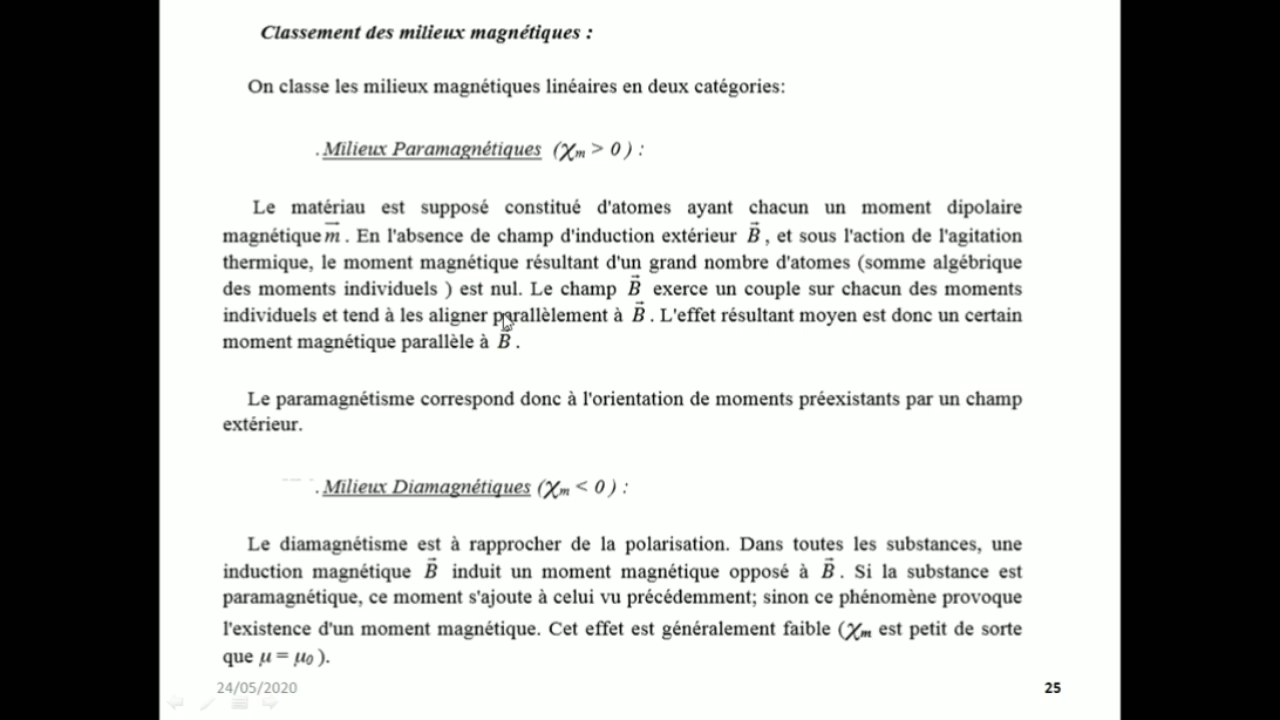 Classement des milieux magnétiques :
On classe les milieux magnétiques linéaires en deux catégories:
. Milieux Paramagnétiques (χm > 0 ) :
Le matériau est supposé constitué d'atomes ayant chacun un moment dipolaire
magnétique m⃗ . En l'absence de champ d'induction extérieur B⃗ , et sous l'action de l'agitation
thermique, le moment magnétique résultant d'un grand nombre d'atomes (somme algébrique
des moments individuels ) est nul. Le champ B⃗ exerce un couple sur chacun des moments
individuels et tend à les aligner parallèlement à B⃗ . L'effet résultant moyen est donc un certain
moment magnétique parallèle à B⃗ .
Le paramagnétisme correspond donc à l'orientation de moments préexistants par un champ
extérieur.
. Milieux Diamagnétiques (χm < 0 ) :
Le diamagnétisme est à rapprocher de la polarisation. Dans toutes les substances, une
induction magnétique B⃗ induit un moment magnétique opposé à B⃗ . Si la substance est
paramagnétique, ce moment s'ajoute à celui vu précédemment; sinon ce phénomène provoque
l'existence d'un moment magnétique. Cet effet est généralement faible (χm est petit de sorte
que μ = μ0 ).
24/05/2020
25